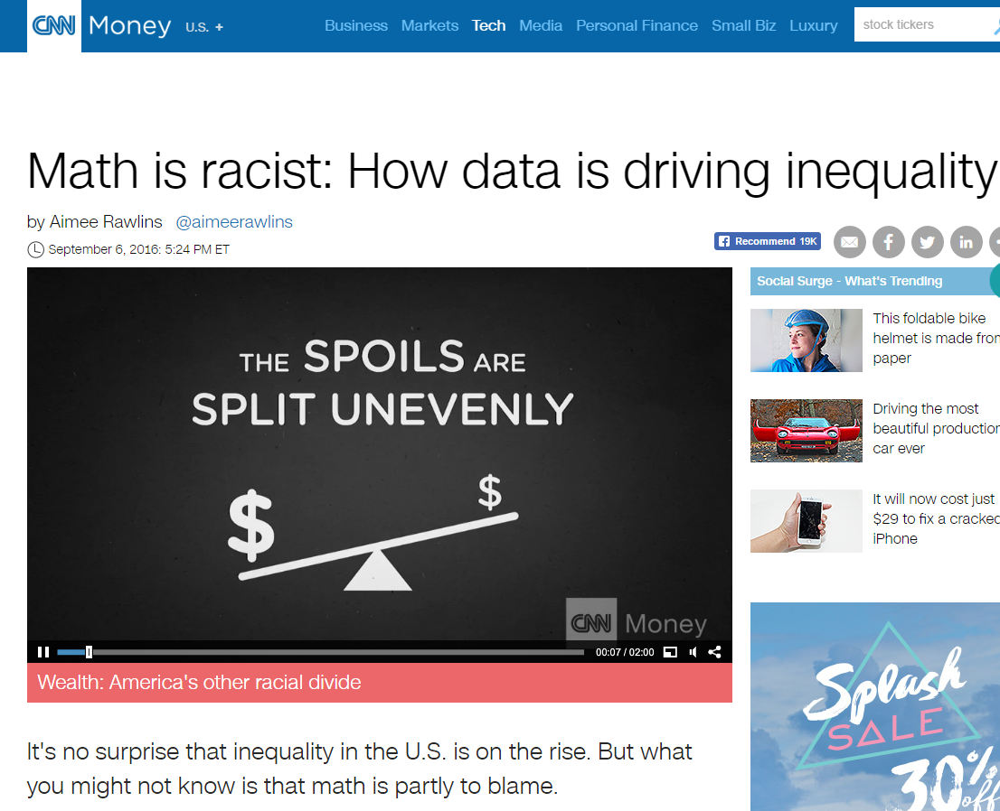 CNN Money U.S. +
Business Markets Tech Media Personal Finance Small Biz Luxury
stock tickers
Math is racist: How data is driving inequality
by Aimee Rawlins @aimeerawlins
September 6, 2016: 5:24 PM ET
Recommend 19K
in
THE SPOILS ARE
SPLIT UNEVENLY
$ $
CNN Money
00:07 / 02:00
Wealth: America's other racial divide
It's no surprise that inequality in the U.S. is on the rise. But what
you might not know is that math is partly to blame.
Social Surge - What's Trending
This foldable bike
helmet is made from
paper
Driving the most
beautiful production
car ever
It will now cost just
$29 to fix a cracked
iPhone
Splash
SALE
30%
off